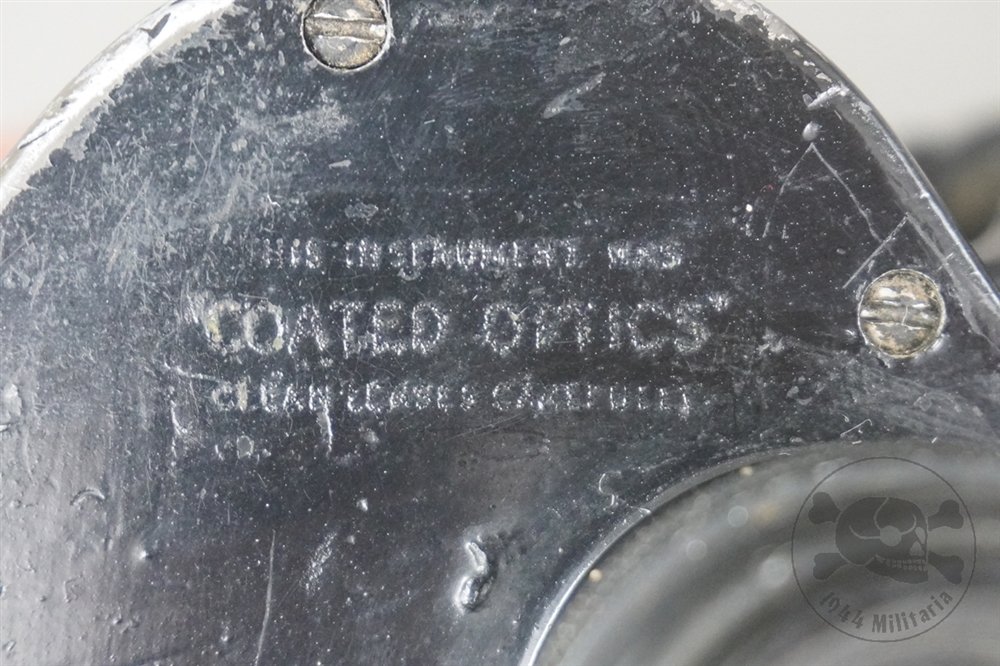 THIS INSTRUMENT HAS
"COATED OPTICS"
CLEAN LENSES CAREFULLY
1944 Militaria